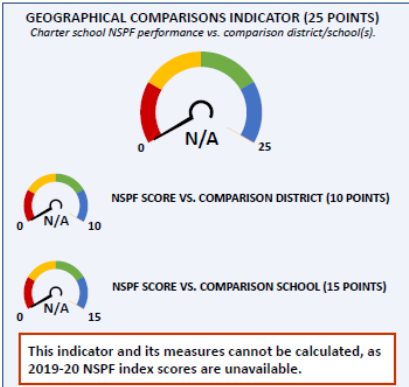 GEOGRAPHICAL COMPARISONS INDICATOR (25 POINTS)
Charter school NSPF performance vs. comparison district/school(s).
N/A
0 25
NSPF SCORE VS. COMPARISON DISTRICT (10 POINTS)
N/A
0 10
NSPF SCORE VS. COMPARISON SCHOOL (15 POINTS)
N/A
0 15
This indicator and its measures cannot be calculated, as
2019-20 NSPF index scores are unavailable.